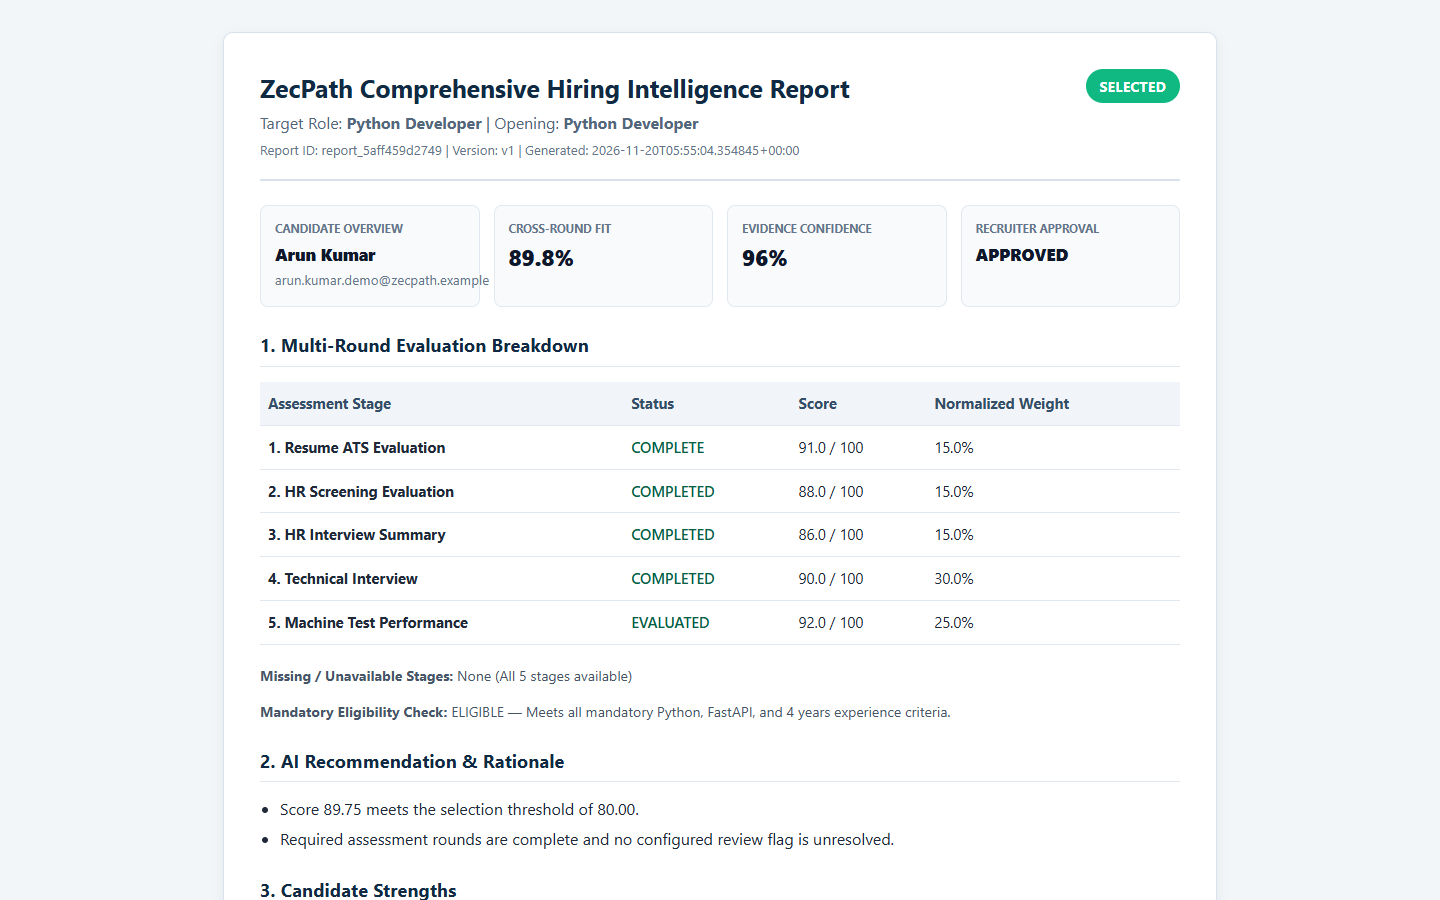 ZecPath Comprehensive Hiring Intelligence Report
SELECTED
Target Role: Python Developer | Opening: Python Developer
Report ID: report_5aff459d2749 | Version: v1 | Generated: 2026-11-20T05:55:04.354845+00:00
CANDIDATE OVERVIEW
Arun Kumar
arun.kumar.demo@zecpath.example
CROSS-ROUND FIT
89.8%
EVIDENCE CONFIDENCE
96%
RECRUITER APPROVAL
APPROVED
1. Multi-Round Evaluation Breakdown
Assessment Stage Status Score Normalized Weight
1. Resume ATS Evaluation COMPLETE 91.0 / 100 15.0%
2. HR Screening Evaluation COMPLETED 88.0 / 100 15.0%
3. HR Interview Summary COMPLETED 86.0 / 100 15.0%
4. Technical Interview COMPLETED 90.0 / 100 30.0%
5. Machine Test Performance EVALUATED 92.0 / 100 25.0%
Missing / Unavailable Stages: None (All 5 stages available)
Mandatory Eligibility Check: ELIGIBLE — Meets all mandatory Python, FastAPI, and 4 years experience criteria.
2. AI Recommendation & Rationale
• Score 89.75 meets the selection threshold of 80.00.
• Required assessment rounds are complete and no configured review flag is unresolved.
3. Candidate Strengths